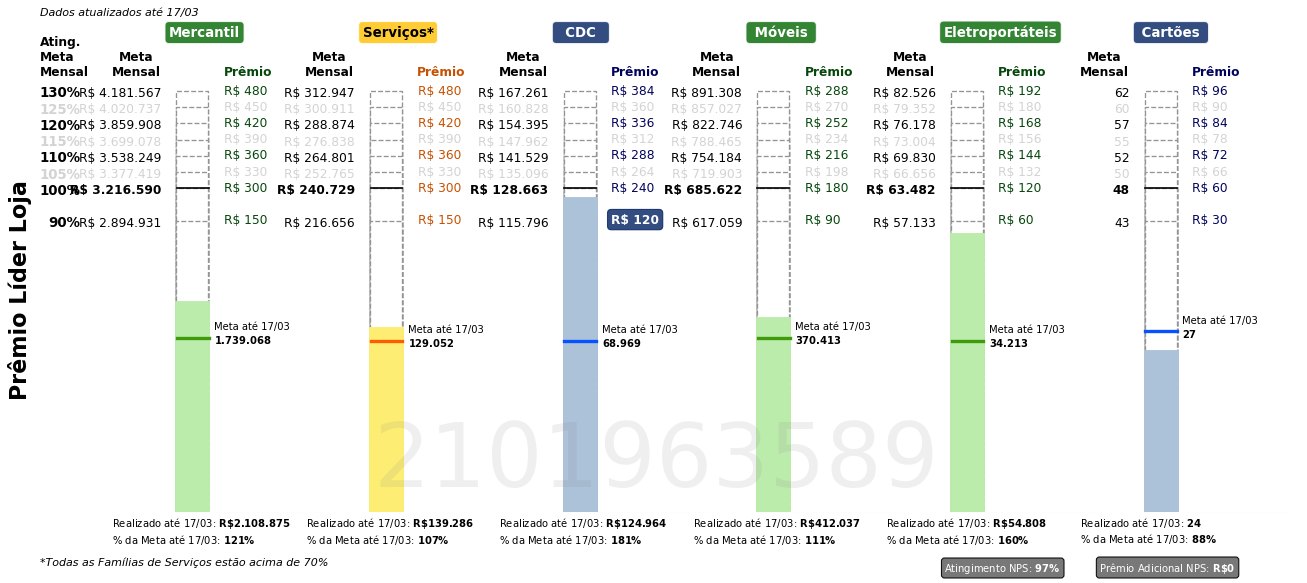 Dados atualizados até 17/03
Mercantil Serviços* CDC Móveis Eletroportáteis Cartões
Ating. Meta Mensal
Meta Mensal Prêmio Meta Mensal Prêmio Meta Mensal Prêmio Meta Mensal Prêmio Meta Mensal Prêmio Meta Mensal Prêmio
130% R$ 4.181.567 R$ 480 R$ 312.947 R$ 480 R$ 167.261 R$ 384 R$ 891.308 R$ 288 R$ 82.526 R$ 192 62 R$ 96
125% R$ 4.020.737 R$ 450 R$ 300.911 R$ 450 R$ 160.828 R$ 360 R$ 857.027 R$ 270 R$ 79.352 R$ 180 60 R$ 90
120% R$ 3.859.908 R$ 420 R$ 288.874 R$ 420 R$ 154.395 R$ 336 R$ 822.746 R$ 252 R$ 76.178 R$ 168 57 R$ 84
115% R$ 3.699.078 R$ 390 R$ 276.838 R$ 390 R$ 147.962 R$ 312 R$ 788.465 R$ 234 R$ 73.004 R$ 156 55 R$ 78
110% R$ 3.538.249 R$ 360 R$ 264.801 R$ 360 R$ 141.529 R$ 288 R$ 754.184 R$ 216 R$ 69.830 R$ 144 52 R$ 72
105% R$ 3.377.419 R$ 330 R$ 252.765 R$ 330 R$ 135.096 R$ 264 R$ 719.903 R$ 198 R$ 66.656 R$ 132 50 R$ 66
100% R$ 3.216.590 R$ 300 R$ 240.729 R$ 300 R$ 128.663 R$ 240 R$ 685.622 R$ 180 R$ 63.482 R$ 120 48 R$ 60
90% R$ 2.894.931 R$ 150 R$ 216.656 R$ 150 R$ 115.796 R$ 120 R$ 617.059 R$ 90 R$ 57.133 R$ 60 43 R$ 30
Prêmio Líder Loja
Meta até 17/03 Meta até 17/03 Meta até 17/03 Meta até 17/03 Meta até 17/03 Meta até 17/03
1.739.068 129.052 68.969 370.413 34.213 27
2101963589
Realizado até 17/03: R$2.108.875 Realizado até 17/03: R$139.286 Realizado até 17/03: R$124.964 Realizado até 17/03: R$412.037 Realizado até 17/03: R$54.808 Realizado até 17/03: 24
% da Meta até 17/03: 121% % da Meta até 17/03: 107% % da Meta até 17/03: 181% % da Meta até 17/03: 111% % da Meta até 17/03: 160% % da Meta até 17/03: 88%
*Todas as Famílias de Serviços estão acima de 70% Atingimento NPS: 97% Prêmio Adicional NPS: R$0